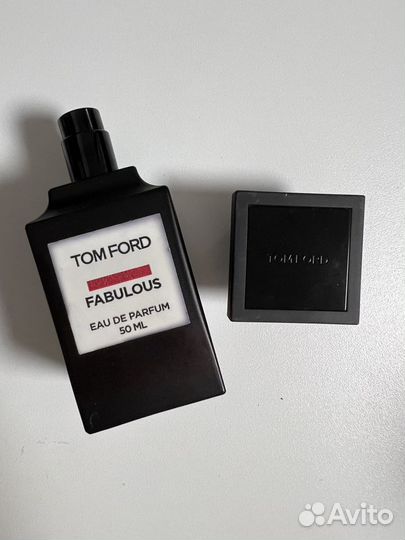 TOM FORD
FABULOUS
EAU DE PARFUM
50 ML
TOM FORD
Avito